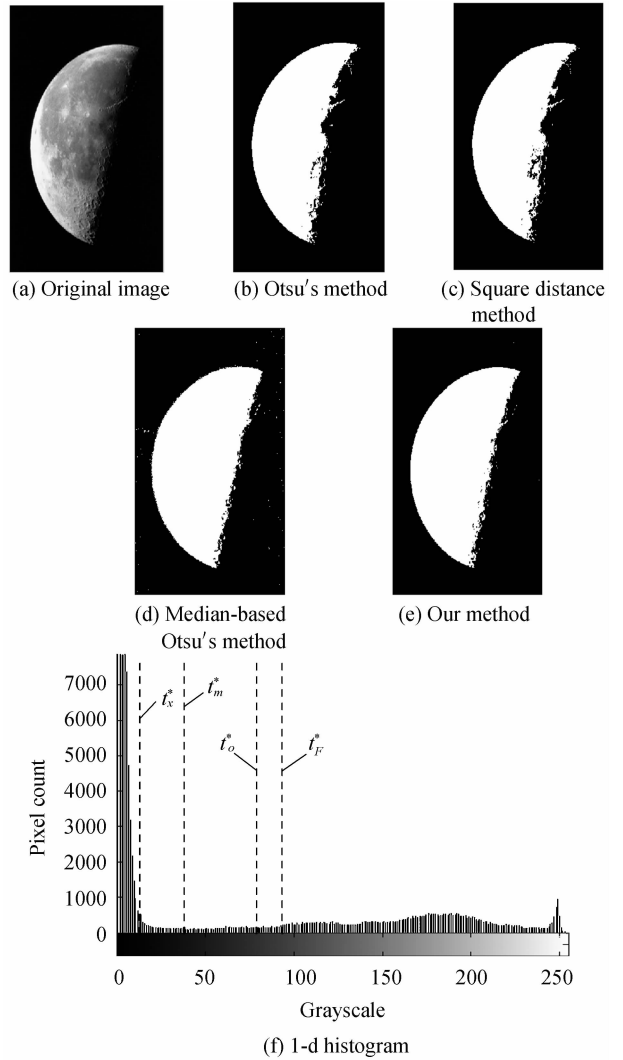 (a) Original image
(b) Otsu′s method
(c) Square distance
method
(d) Median-based
Otsu′s method
(e) Our method
7000
6000
5000
4000
3000
2000
1000
0
Pixel count
t*x
t*m
t*o
t*F
0 50 100 150 200 250
Grayscale
(f) 1-d histogram